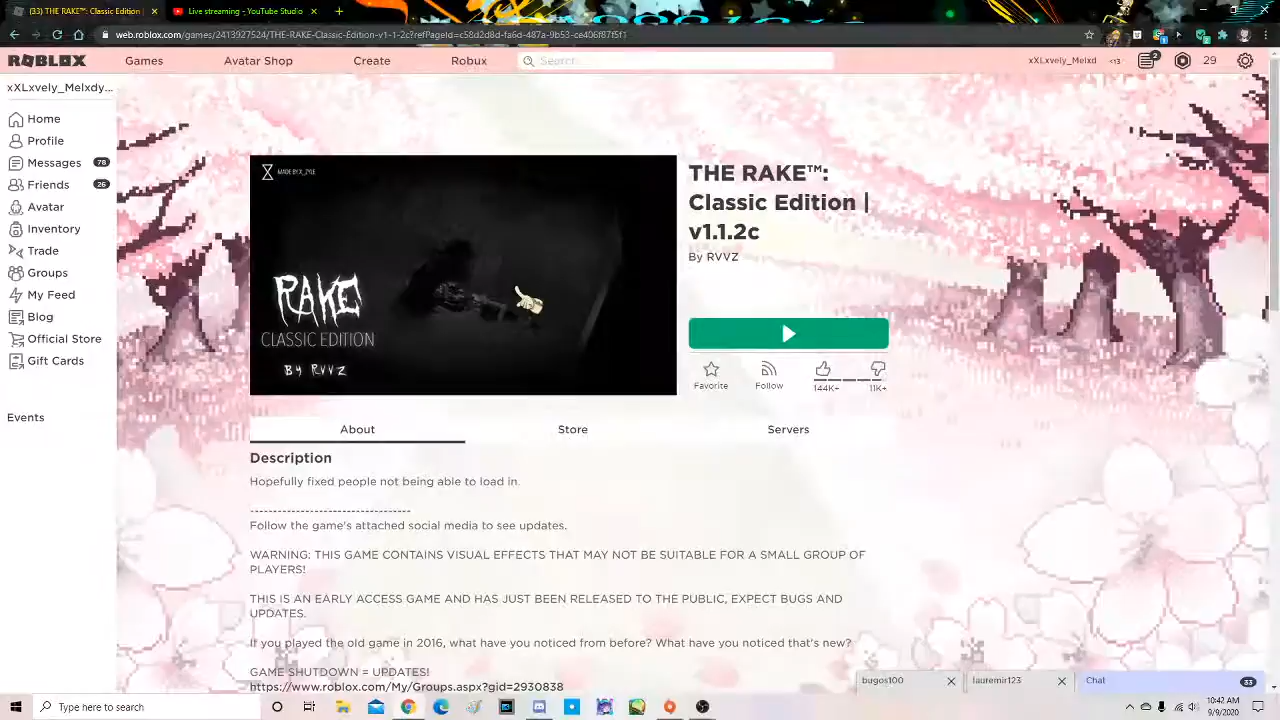 (33) THE RAKE™: Classic Edition |
Live streaming - YouTube Studio
web.roblox.com/games/2413927524/THE-RAKE-Classic-Edition-v1-1-2c?refPageId=c58d2d8d-fa6d-487a-9b53-ce406f87f5f1
ROBLOX
Games
Avatar Shop
Create
Robux
Search
xXLxvely_Melxd
<13
2
29
xXLxvely_Melxdy...
Home
Profile
Messages 78
Friends 26
Avatar
Inventory
Trade
Groups
My Feed
Blog
Official Store
Gift Cards
Events
MADE BY X_ZYLE
RAKE
CLASSIC EDITION
BY RVVZ
THE RAKE™:
Classic Edition |
v1.1.2c
By RVVZ
Favorite
Follow
144K+
11K+
About
Store
Servers
Description
Hopefully fixed people not being able to load in.
----------------------------------
Follow the game's attached social media to see updates.
WARNING: THIS GAME CONTAINS VISUAL EFFECTS THAT MAY NOT BE SUITABLE FOR A SMALL GROUP OF
PLAYERS!
THIS IS AN EARLY ACCESS GAME AND HAS JUST BEEN RELEASED TO THE PUBLIC, EXPECT BUGS AND
UPDATES.
If you played the old game in 2016, what have you noticed from before? What have you noticed that's new?
GAME SHUTDOWN = UPDATES!
https://www.roblox.com/My/Groups.aspx?gid=2930838
bugos100
lauremir123
Chat
33
Type here to search
10:42 AM
9/9/2020